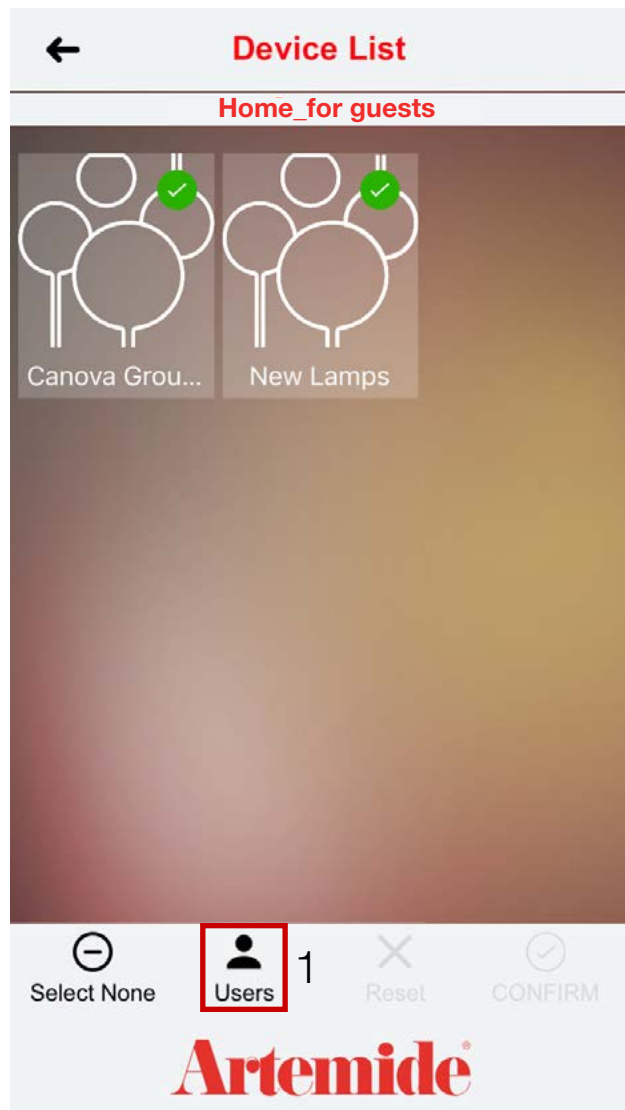 Device List
Home_for guests
Canova Grou... New Lamps
1
Select None Users Reset CONFIRM
Artemide®